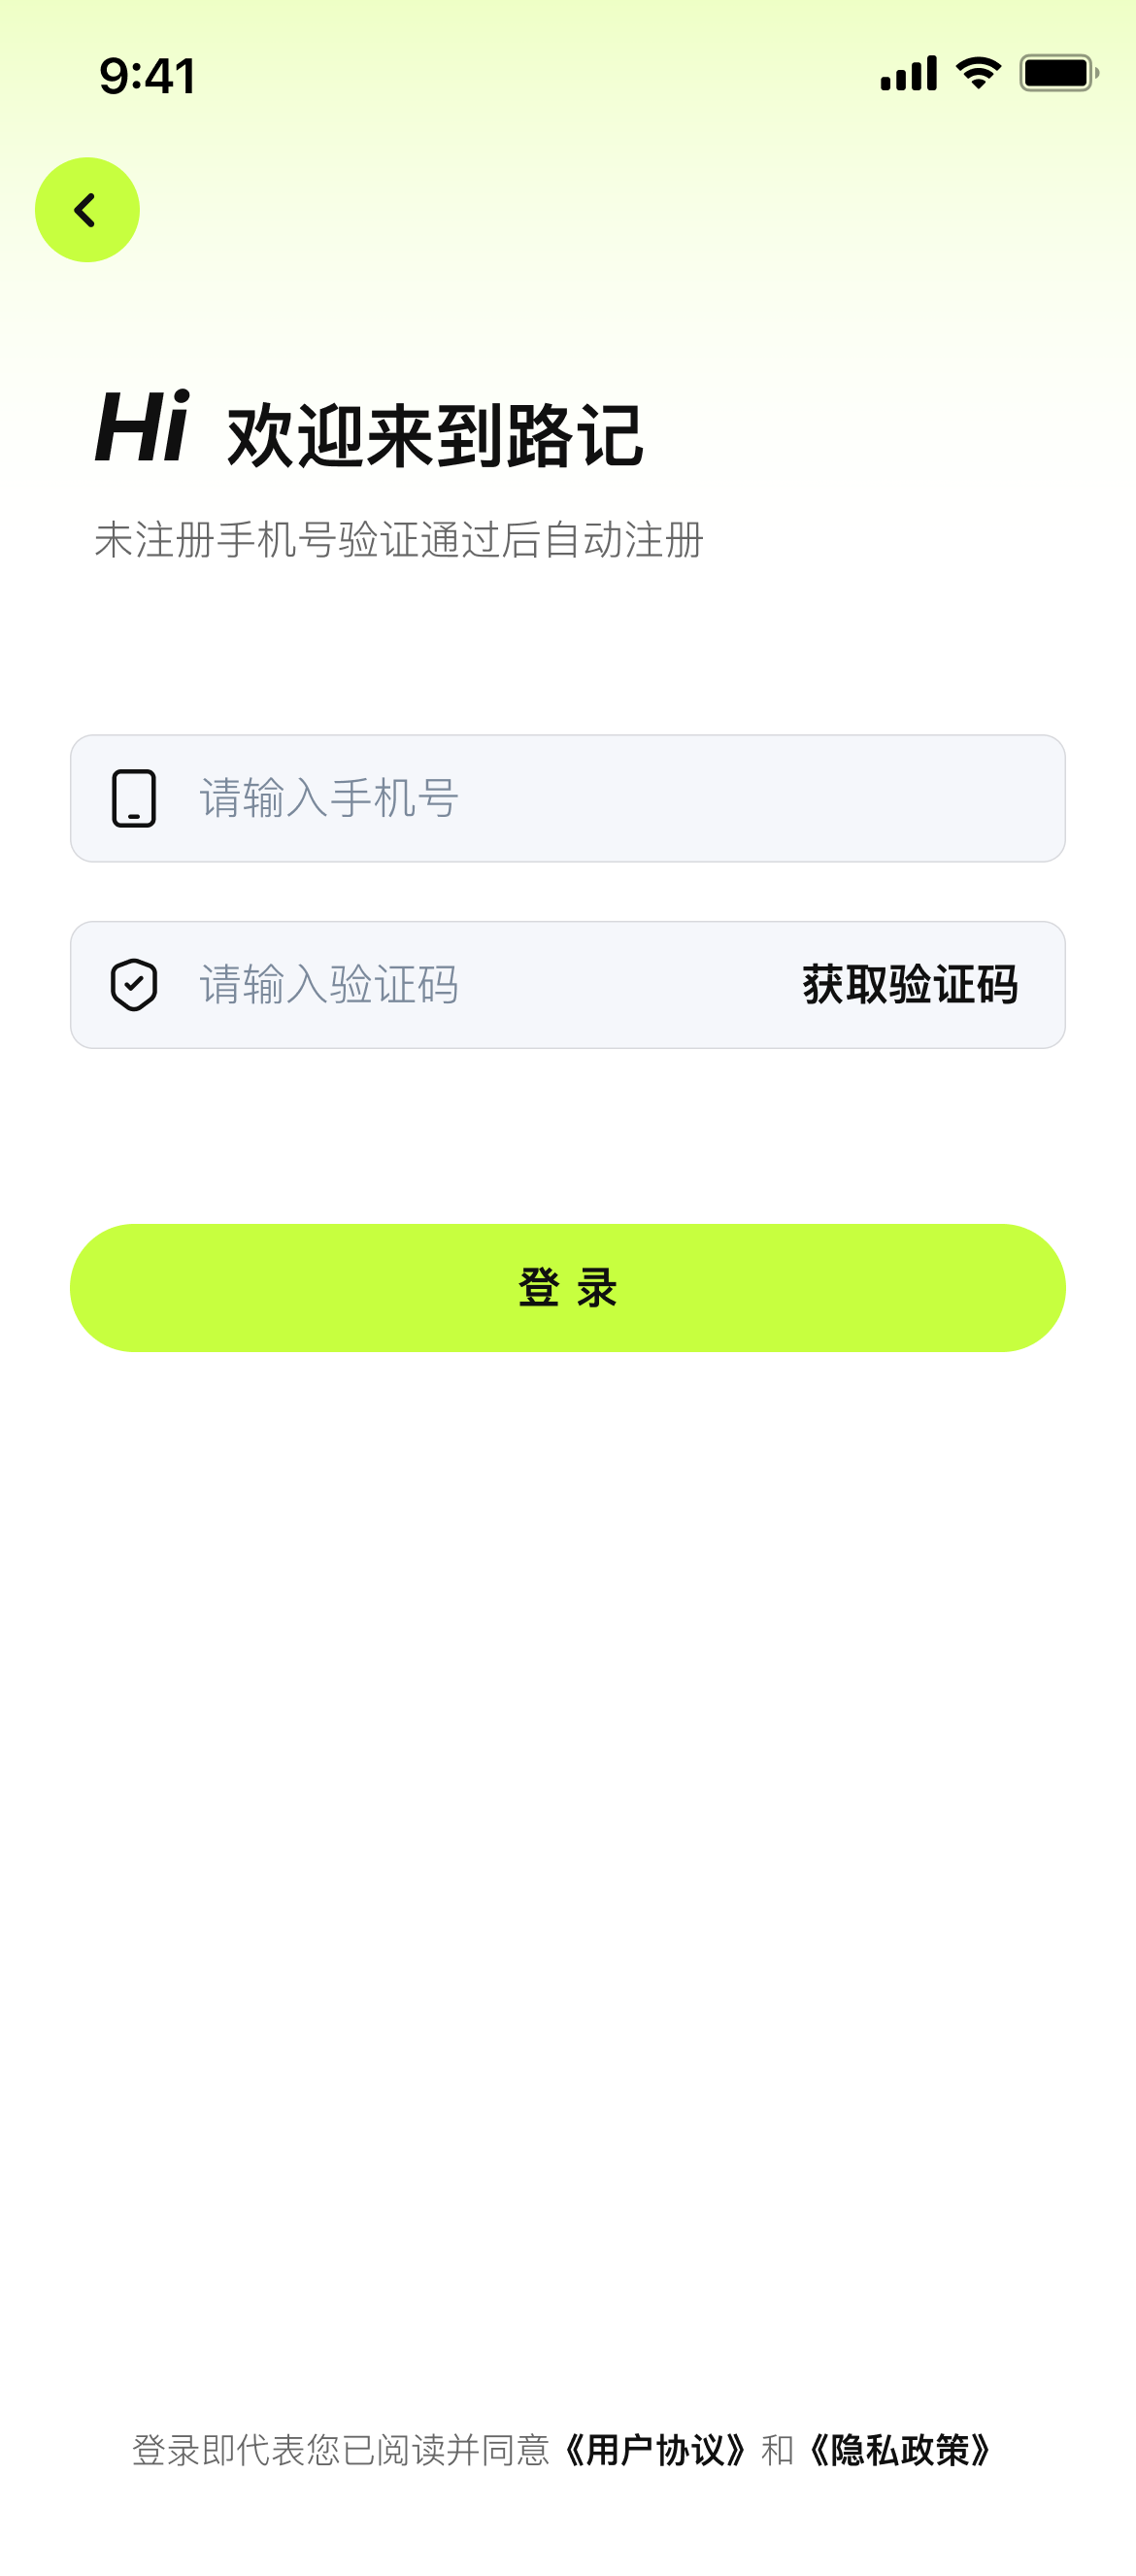 9:41
Hi 欢迎来到路记
未注册手机号验证通过后自动注册
请输入手机号
请输入验证码 获取验证码
登 录
登录即代表您已阅读并同意《用户协议》和《隐私政策》